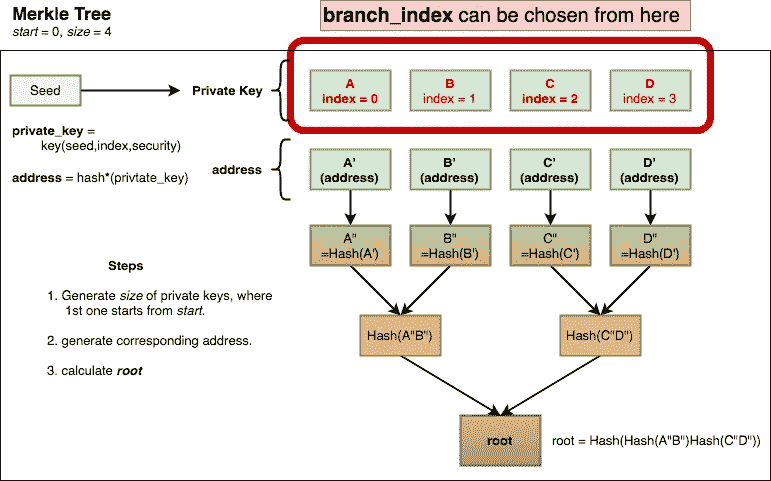 Merkle Tree
start = 0, size = 4
branch_index can be chosen from here
Seed
Private Key
A
index = 0
B
index = 1
C
index = 2
D
index = 3
private_key =
key(seed,index,security)
address = hash*(privtate_key)
address
A'
(address)
B'
(address)
C'
(address)
D'
(address)
A"
=Hash(A')
B"
=Hash(B')
C"
=Hash(C')
D"
=Hash(D')
Steps
1. Generate size of private keys, where
1st one starts from start.
2. generate corresponding address.
3. calculate root
Hash(A"B")
Hash(C"D")
root
root = Hash(Hash(A"B")Hash(C"D"))